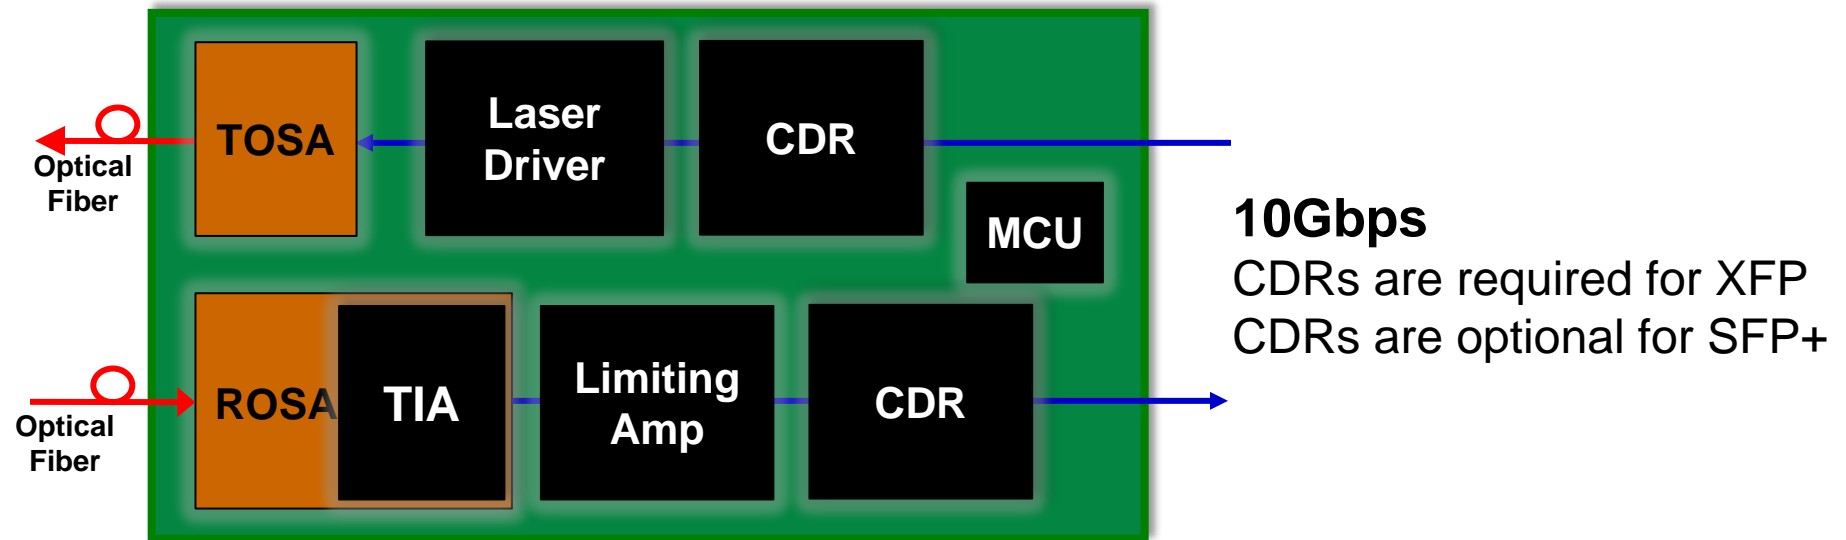 Optical
Fiber
TOSA
Laser
Driver
CDR
MCU
Optical
Fiber
ROSA
TIA
Limiting
Amp
CDR
10Gbps
CDRs are required for XFP
CDRs are optional for SFP+